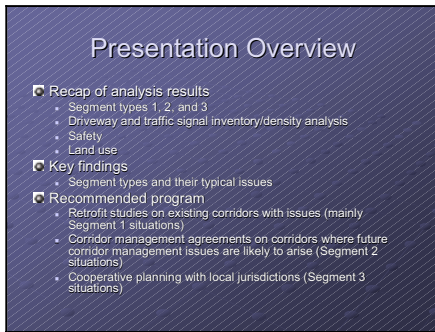 Presentation Overview
Recap of analysis results
Segment types 1, 2, and 3
Driveway and traffic signal inventory/density analysis
Safety
Land use
Key findings
Segment types and their typical issues
Recommended program
Retrofit studies on existing corridors with issues (mainly
Segment 1 situations)
Corridor management agreements on corridors where future
corridor management issues are likely to arise (Segment 2
situations)
Cooperative planning with local jurisdictions (Segment 3
situations)